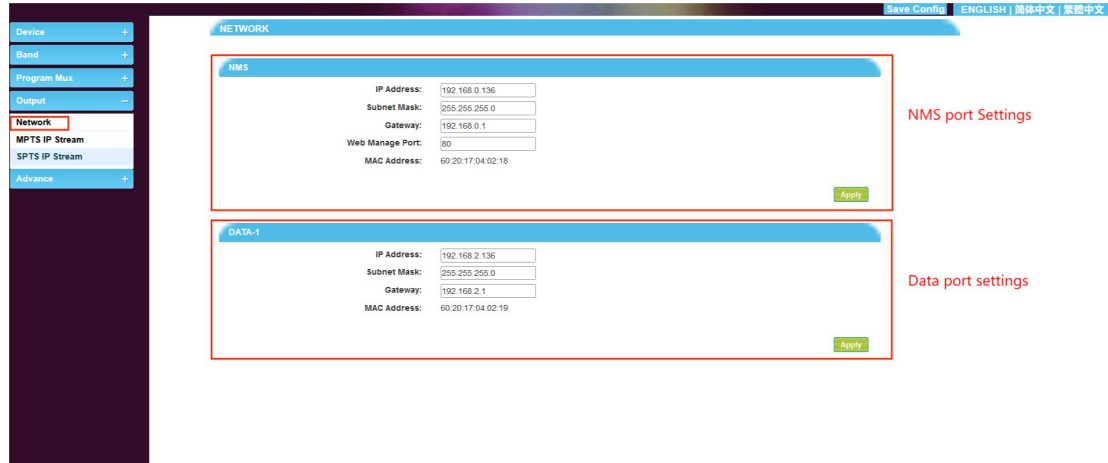 Save Config ENGLISH | 简体中文 | 繁體中文
Device +
Band +
Program Mux +
Output −
Network
MPTS IP Stream
SPTS IP Stream
Advance +
NETWORK
NMS
IP Address: 192.168.0.136
Subnet Mask: 255.255.255.0
Gateway: 192.168.0.1
Web Manage Port: 80
MAC Address: 60:20:17:04:02:18
Apply
NMS port Settings
DATA-1
IP Address: 192.168.2.136
Subnet Mask: 255.255.255.0
Gateway: 192.168.2.1
MAC Address: 60:20:17:04:02:19
Apply
Data port settings